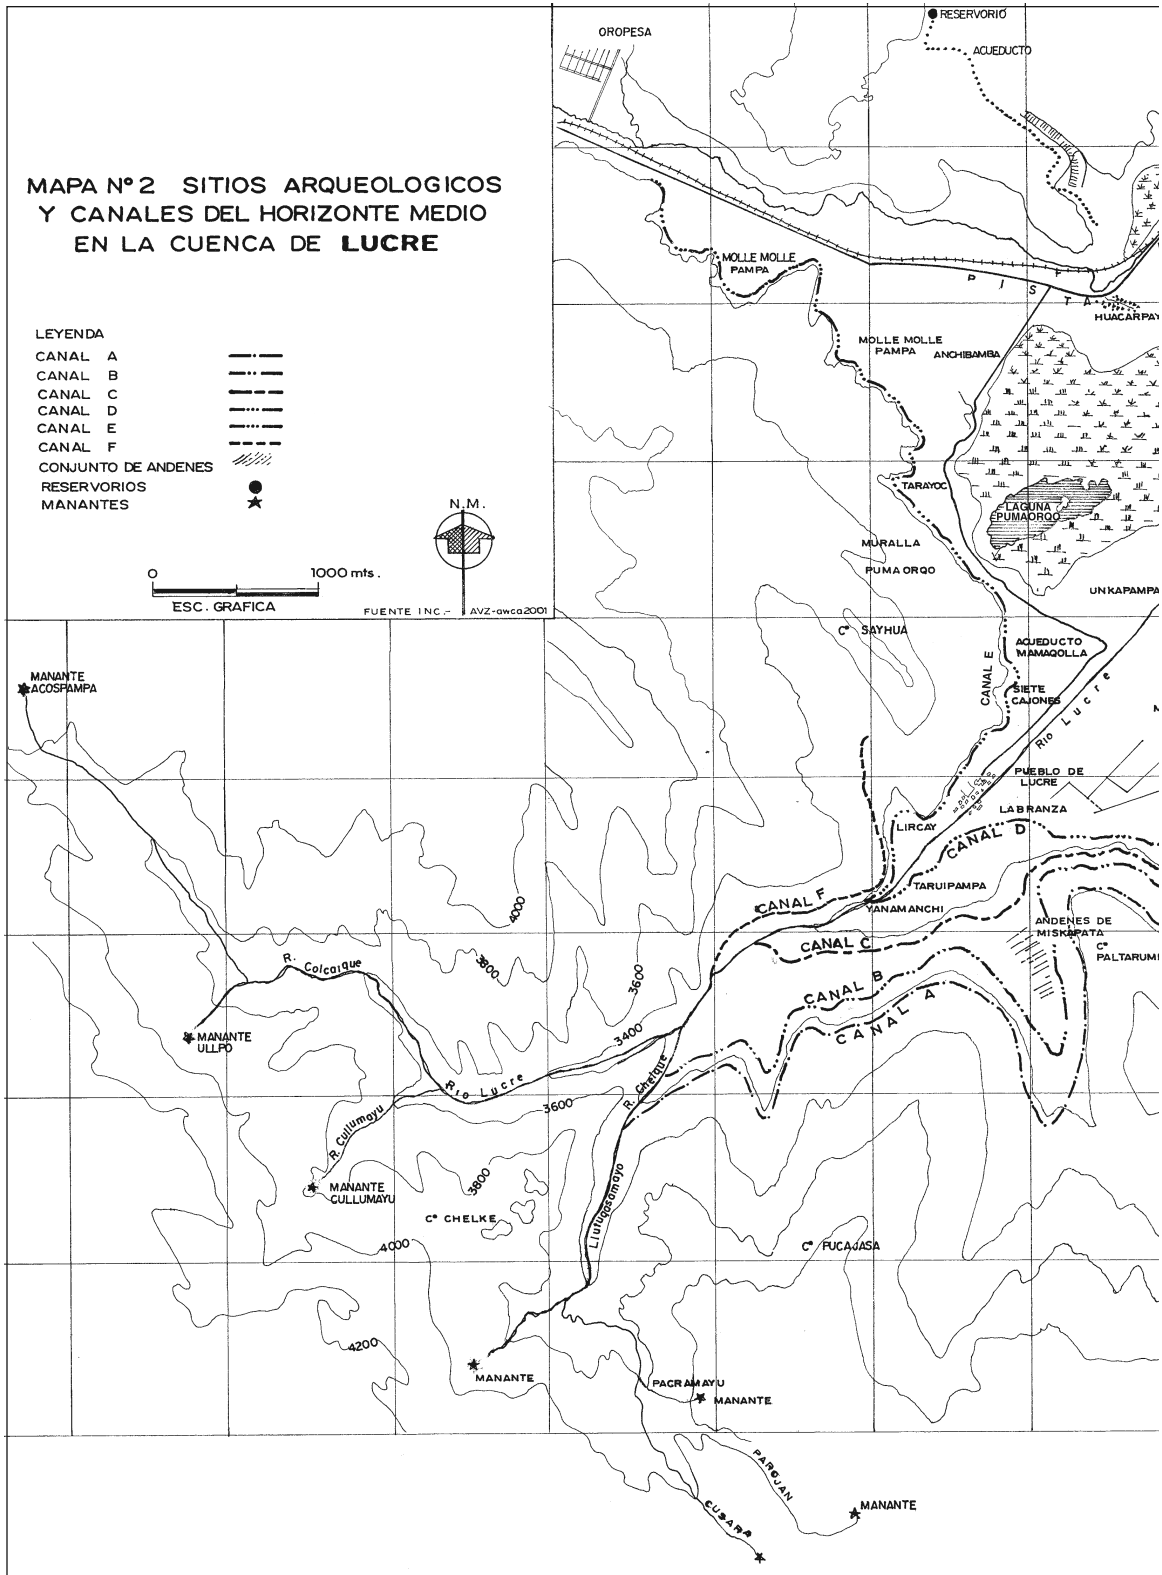 MAPA Nº 2 SITIOS ARQUEOLOGICOS
Y CANALES DEL HORIZONTE MEDIO
EN LA CUENCA DE LUCRE
LEYENDA
CANAL A
CANAL B
CANAL C
CANAL D
CANAL E
CANAL F
CONJUNTO DE ANDENES
RESERVORIOS
MANANTES
N.M.
0 1000 mts.
ESC. GRAFICA
FUENTE INC.- AVZ-awca2001
RESERVORIO
OROPESA
ACUEDUCTO
MOLLE MOLLE
PAMPA
PISTA
HUACARPAY
MOLLE MOLLE
PAMPA
ANCHIBAMBA
TARAYOC
LAGUNA
PUMAORQO
MURALLA
PUMA ORQO
UNKAPAMPA
Cº SAYHUA
ACUEDUCTO
MAMAQOLLA
CANAL E
SIETE
CAJONES
Rio Lucre
M
MANANTE
ACOSPAMPA
PUEBLO DE
LUCRE
LABRANZA
LIRCAY
CANAL D
TARUIPAMPA
YANAMANCHI
CANAL F
4000
ANDENES DE
MISKAPATA
Cº
PALTARUMI
CANAL C
3800
3600
R. Colcaique
CANAL B
CANAL A
MANANTE
ULLPO
3400
R. Chelque
Rio Lucre
3600
R. Cullumayu
MANANTE
CULLUMAYU
3800
Llutuqasamayo
Cº CHELKE
4000
Cº PUCAJASA
4200
MANANTE
PACRAMAYU
MANANTE
PAROJAN
MANANTE
CUSARA